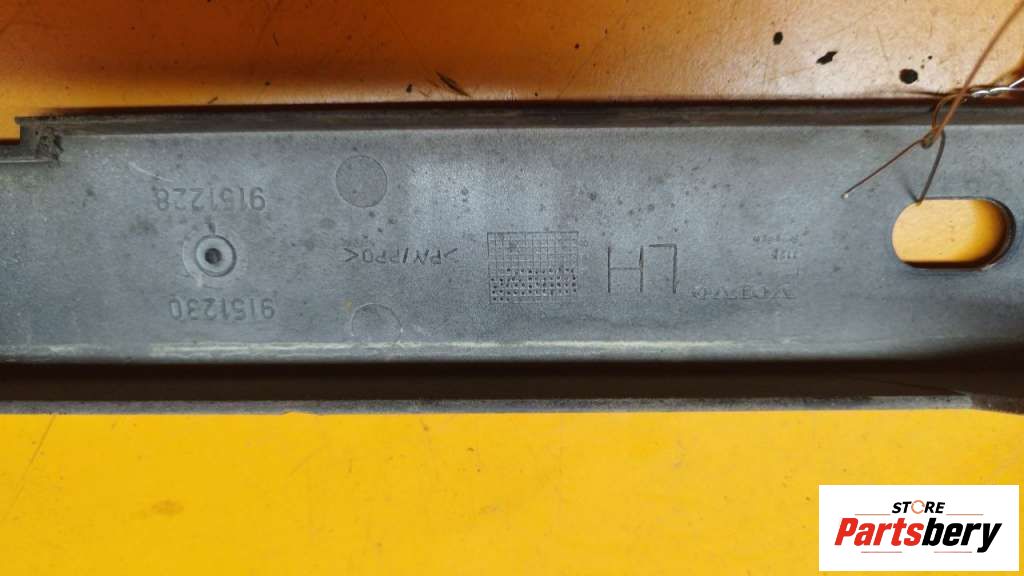 9151228
9151230
>PA/PPO<
LH
STORE
Partsbery